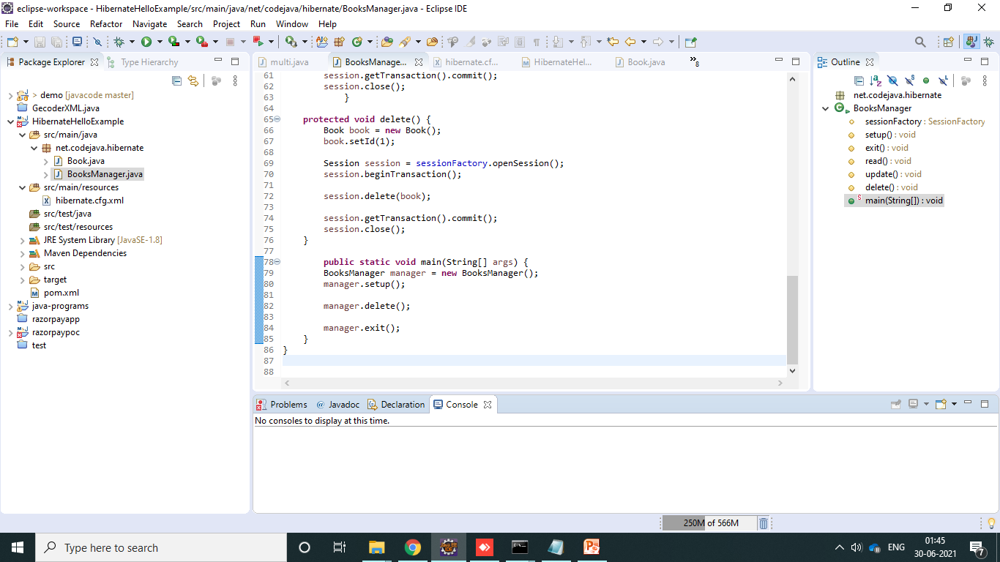 eclipse-workspace - HibernateHelloExample/src/main/java/net/codejava/hibernate/BooksManager.java - Eclipse IDE
File Edit Source Refactor Navigate Search Project Run Window Help
Package Explorer Type Hierarchy
> demo [javacode master]
GecoderXML.java
HibernateHelloExample
src/main/java
net.codejava.hibernate
Book.java
BooksManager.java
src/main/resources
hibernate.cfg.xml
src/test/java
src/test/resources
JRE System Library [JavaSE-1.8]
Maven Dependencies
src
target
pom.xml
java-programs
razorpayapp
razorpaypoc
test
multi.java BooksManage... hibernate.cf... HibernateHel... Book.java »8
61 session.getTransaction().commit();
62 session.close();
63 }
64
65 protected void delete() {
66 Book book = new Book();
67 book.setId(1);
68
69 Session session = sessionFactory.openSession();
70 session.beginTransaction();
71
72 session.delete(book);
73
74 session.getTransaction().commit();
75 session.close();
76 }
77
78 public static void main(String[] args) {
79 BooksManager manager = new BooksManager();
80 manager.setup();
81
82 manager.delete();
83
84 manager.exit();
85 }
86 }
87
88
Outline
net.codejava.hibernate
BooksManager
sessionFactory : SessionFactory
setup() : void
exit() : void
read() : void
update() : void
delete() : void
main(String[]) : void
Problems @ Javadoc Declaration Console
No consoles to display at this time.
250M of 566M
Type here to search
ENG
01:45
30-06-2021
7